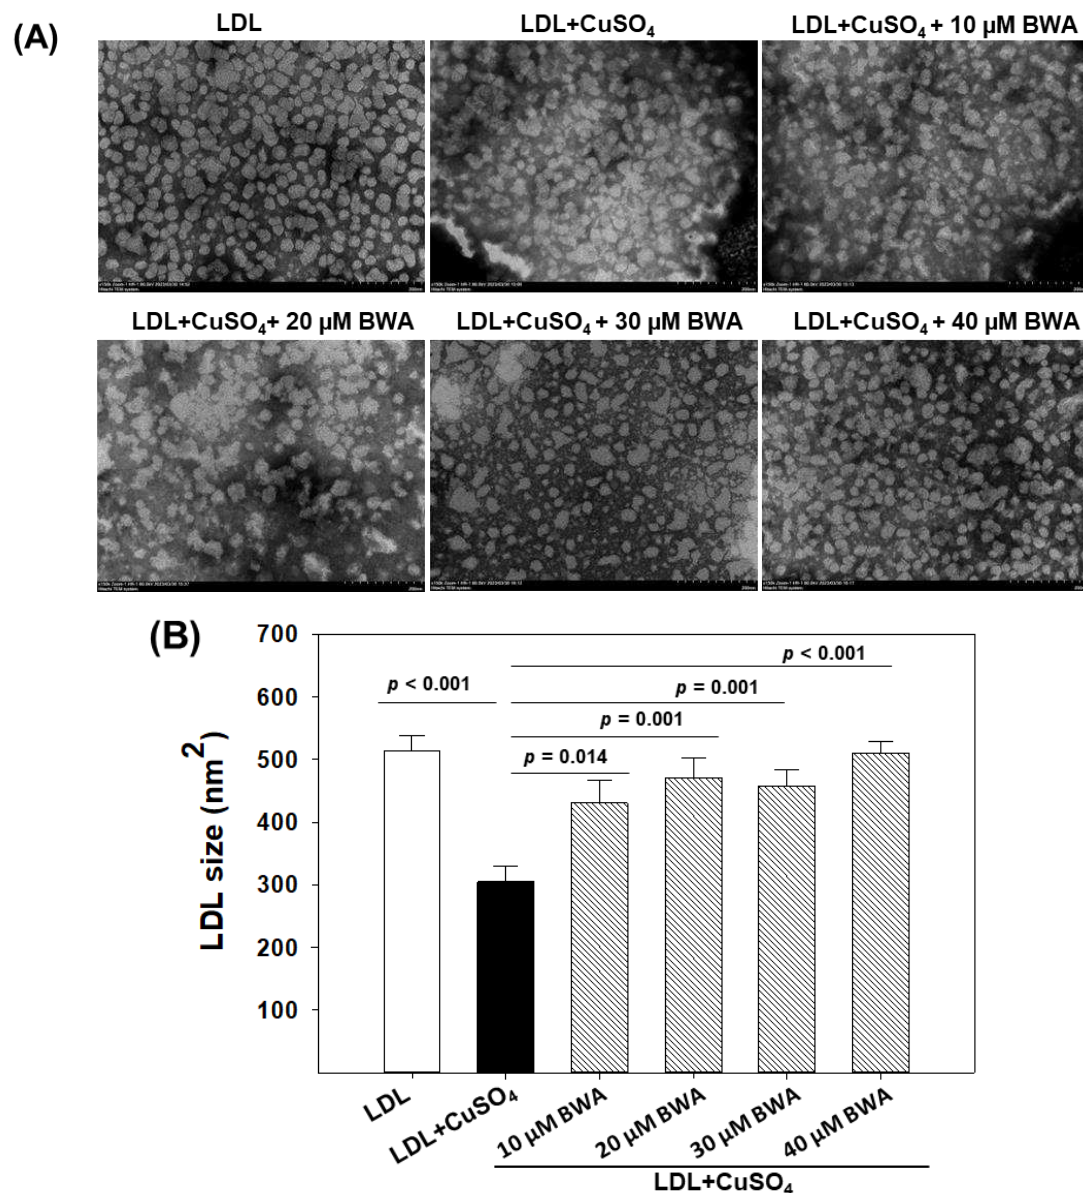 (A)
LDL
LDL+CuSO₄
LDL+CuSO₄ + 10 µM BWA
LDL+CuSO₄+ 20 µM BWA
LDL+CuSO₄ + 30 µM BWA
LDL+CuSO₄ + 40 µM BWA
(B)
LDL size (nm²)
700
600
500
400
300
200
100
p < 0.001
p < 0.001
p = 0.001
p = 0.001
p = 0.014
LDL
LDL+CuSO₄
10 µM BWA
20 µM BWA
30 µM BWA
40 µM BWA
LDL+CuSO₄